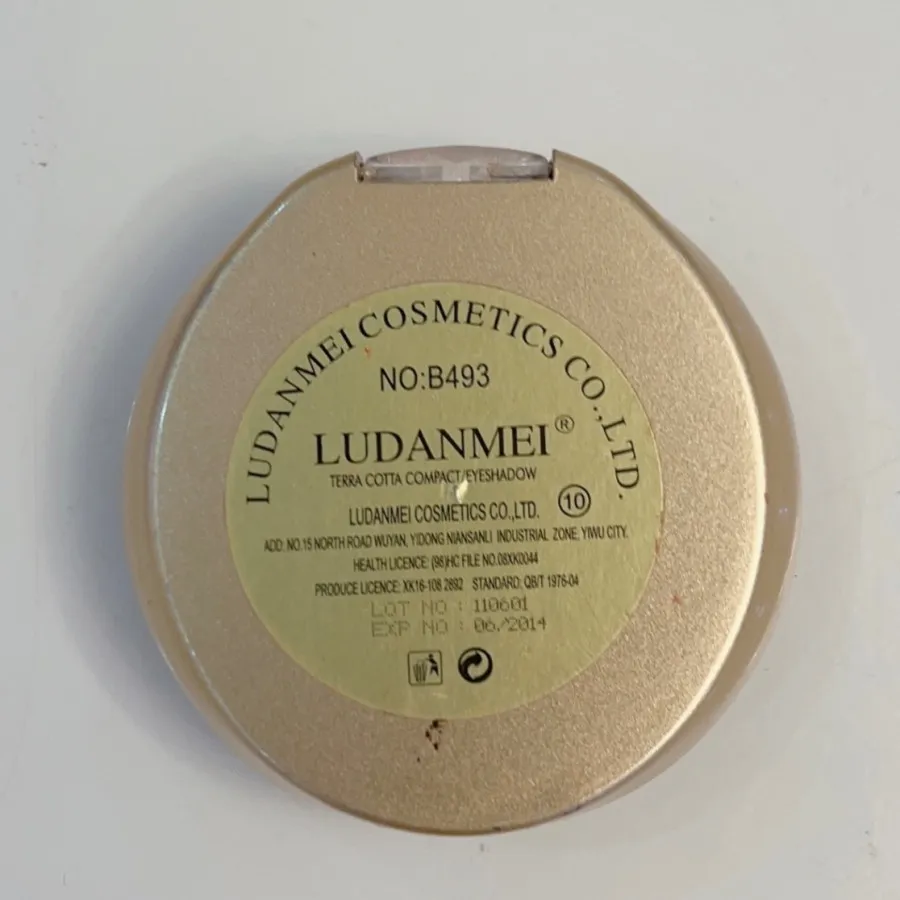 LUDANMEI COSMETICS CO.,LTD.
NO:B493
LUDANMEI®
TERRA COTTA COMPACT/EYESHADOW
LUDANMEI COSMETICS CO.,LTD. 10
ADD: NO.15 NORTH ROAD WUYAN, YIDONG NIANSANLI INDUSTRIAL ZONE, YIWU CITY.
HEALTH LICENCE: (98)HC FILE NO.08XK0044
PRODUCE LICENCE: XK16-108 2692 STANDARD: QB/T 1976-04
LOT NO : 110601
EXP NO : 06/2014